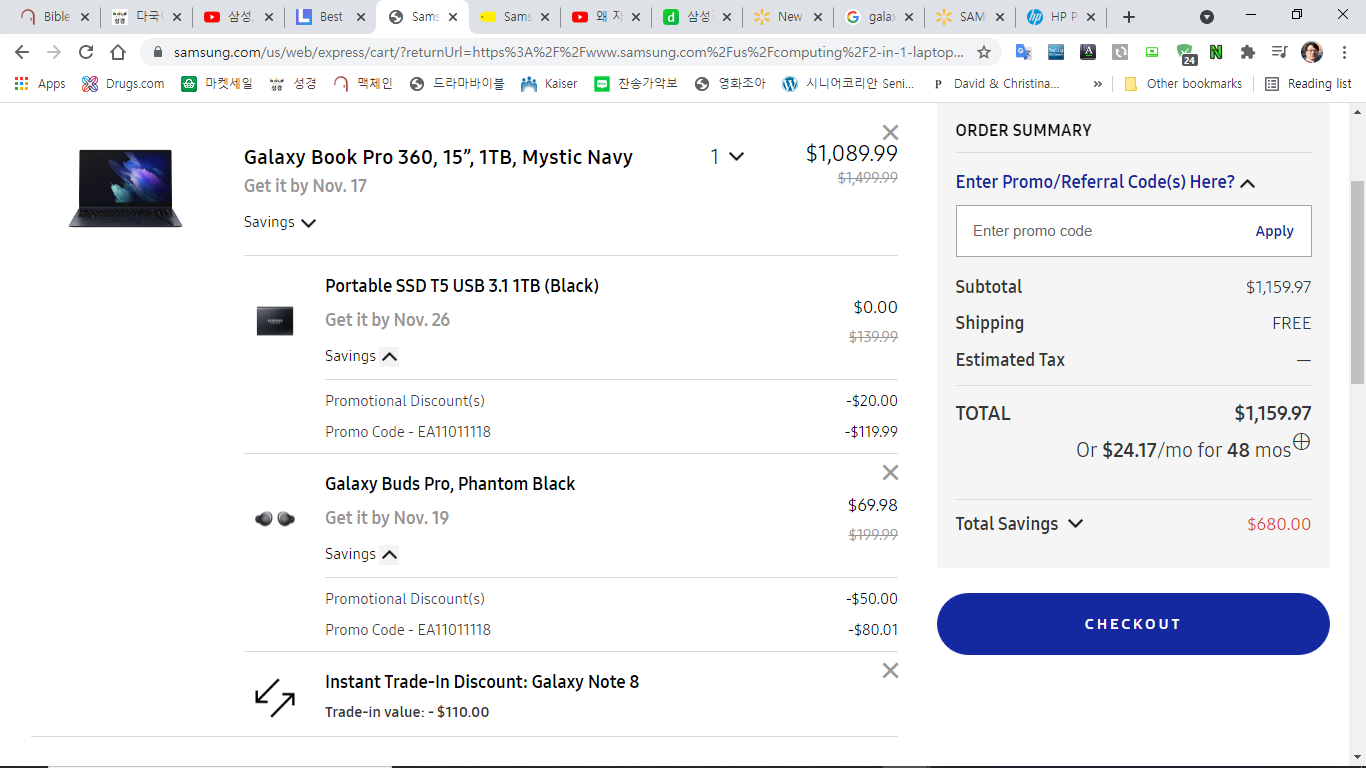 Bible
다국
삼성
Best
Sams
Sams
왜 지
삼성
New
gala
SAM
HP P
samsung.com/us/web/express/cart/?returnUrl=https%3A%2F%2Fwww.samsung.com%2Fus%2Fcomputing%2F2-in-1-laptop...
24
Apps
Drugs.com
마켓세일
성경
맥체인
드라마바이블
Kaiser
찬송가악보
영화조아
시니어코리안 Seni...
P David & Christina...
»
Other bookmarks
Reading list
Galaxy Book Pro 360, 15”, 1TB, Mystic Navy
1
$1,089.99
$1,499.99
Get it by Nov. 17
Savings
Portable SSD T5 USB 3.1 1TB (Black)
$0.00
Get it by Nov. 26
$139.99
Savings
Promotional Discount(s) -$20.00
Promo Code - EA11011118 -$119.99
Galaxy Buds Pro, Phantom Black
$69.98
Get it by Nov. 19
$199.99
Savings
Promotional Discount(s) -$50.00
Promo Code - EA11011118 -$80.01
Instant Trade-In Discount: Galaxy Note 8
Trade-in value: - $110.00
ORDER SUMMARY
Enter Promo/Referral Code(s) Here?
Enter promo code Apply
Subtotal $1,159.97
Shipping FREE
Estimated Tax —
TOTAL $1,159.97
Or $24.17/mo for 48 mos
Total Savings $680.00
CHECKOUT